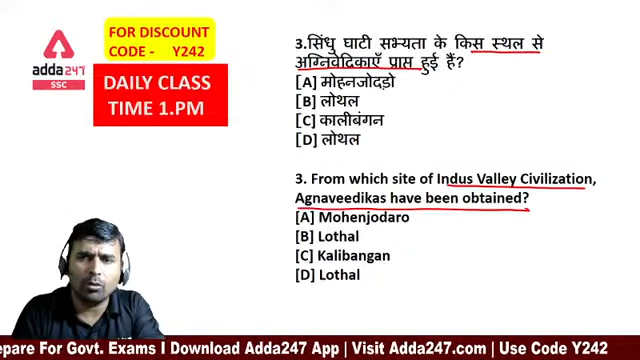 FOR DISCOUNT
CODE - Y242
adda247
SSC
DAILY CLASS
TIME 1.PM
3.सिंधु घाटी सभ्यता के किस स्थल से
अग्निवेदिकाएँ प्राप्त हुई हैं?
[A] मोहनजोदड़ो
[B] लोथल
[C] कालीबंगन
[D] लोथल
3. From which site of Indus Valley Civilization,
Agnaveedikas have been obtained?
[A] Mohenjodaro
[B] Lothal
[C] Kalibangan
[D] Lothal
epare For Govt. Exams I Download Adda247 App | Visit Adda247.com | Use Code Y242